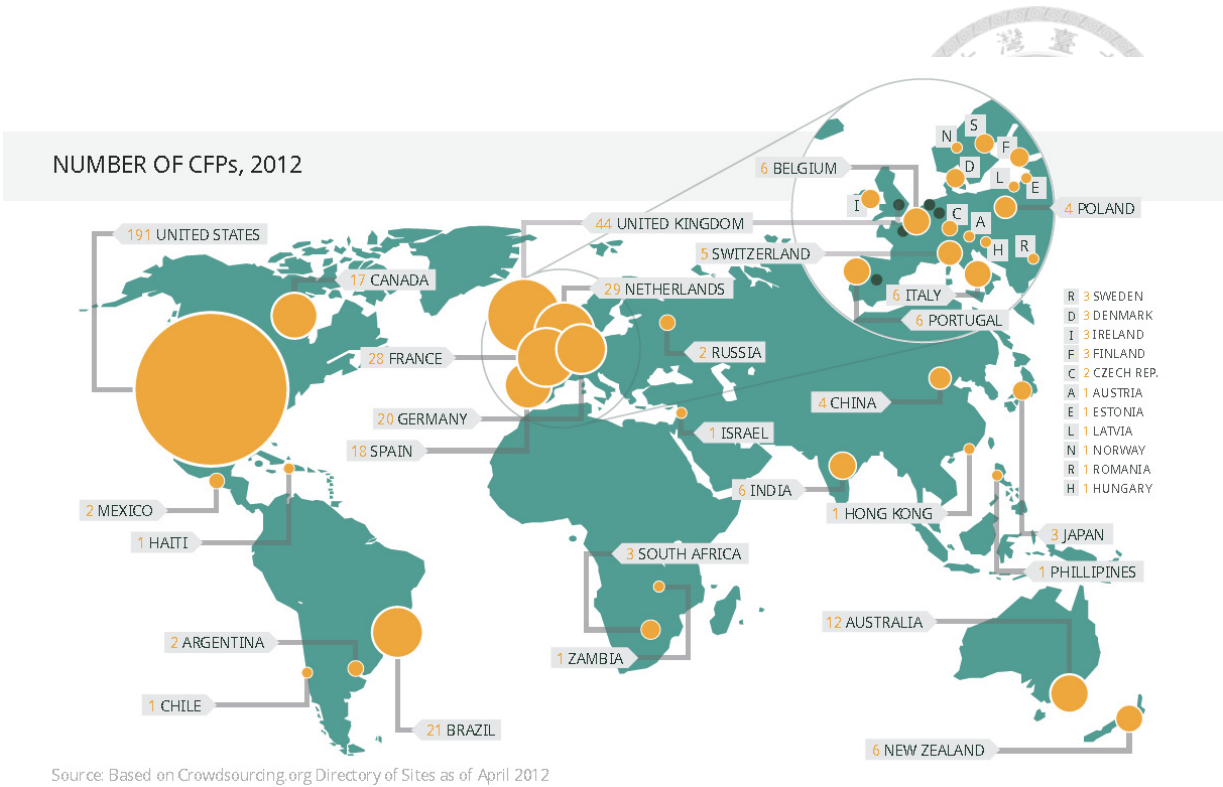 灣臺
NUMBER OF CFPs, 2012
191 UNITED STATES
17 CANADA
44 UNITED KINGDOM
29 NETHERLANDS
28 FRANCE
20 GERMANY
18 SPAIN
2 RUSSIA
1 ISRAEL
6 BELGIUM
5 SWITZERLAND
6 ITALY
6 PORTUGAL
4 POLAND
N
S
F
D
L
E
I
C
A
H
R
R 3 SWEDEN
D 3 DENMARK
I 3 IRELAND
F 3 FINLAND
C 2 CZECH REP.
A 1 AUSTRIA
E 1 ESTONIA
L 1 LATVIA
N 1 NORWAY
R 1 ROMANIA
H 1 HUNGARY
4 CHINA
6 INDIA
1 HONG KONG
3 JAPAN
1 PHILLIPINES
2 MEXICO
1 HAITI
3 SOUTH AFRICA
1 ZAMBIA
2 ARGENTINA
1 CHILE
21 BRAZIL
12 AUSTRALIA
6 NEW ZEALAND
Source: Based on Crowdsourcing.org Directory of Sites as of April 2012